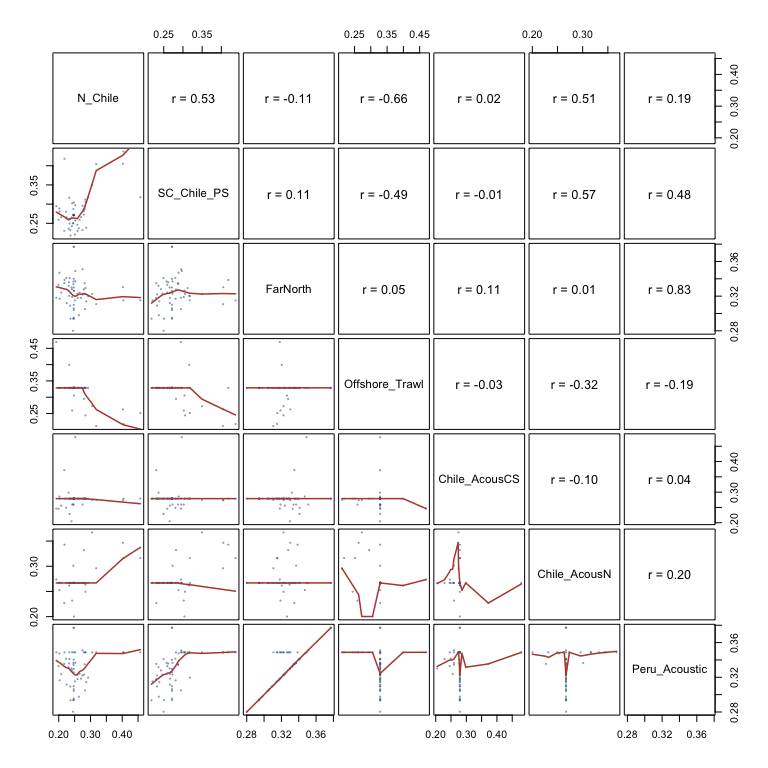 0.25 0.35 0.25 0.35 0.45 0.20 0.30
N_Chile r = 0.53 r = -0.11 r = -0.66 r = 0.02 r = 0.51 r = 0.19 0.20 0.30 0.40
0.25 0.35 SC_Chile_PS r = 0.11 r = -0.49 r = -0.01 r = 0.57 r = 0.48
FarNorth r = 0.05 r = 0.11 r = 0.01 r = 0.83 0.28 0.32 0.36
0.25 0.35 0.45 Offshore_Trawl r = -0.03 r = -0.32 r = -0.19
Chile_AcousCS r = -0.10 r = 0.04 0.20 0.30 0.40
0.20 0.30 Chile_AcousN r = 0.20
Peru_Acoustic 0.28 0.32 0.36
0.20 0.30 0.40 0.28 0.32 0.36 0.20 0.30 0.40 0.28 0.32 0.36